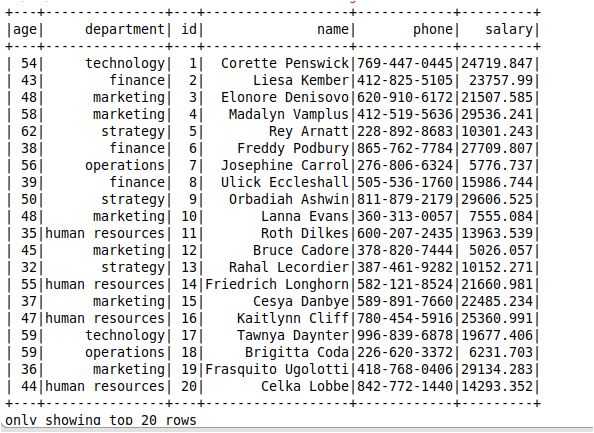 +---+---------------+---+------------------+------------+---------+
|age|     department| id|              name|       phone|   salary|
+---+---------------+---+------------------+------------+---------+
| 54|     technology|  1|  Corette Penswick|769-447-0445|24719.847|
| 43|        finance|  2|      Liesa Kember|412-825-5105| 23757.99|
| 48|      marketing|  3|  Elonore Denisovo|620-910-6172|21507.585|
| 58|      marketing|  4|   Madalyn Vamplus|412-519-5636|29536.241|
| 62|       strategy|  5|        Rey Arnatt|228-892-8683|10301.243|
| 38|        finance|  6|    Freddy Podbury|865-762-7784|27709.807|
| 56|     operations|  7|  Josephine Carrol|276-806-6324| 5776.737|
| 39|        finance|  8|  Ulick Eccleshall|505-536-1760|15986.744|
| 50|       strategy|  9|   Orbadiah Ashwin|811-879-2179|29606.525|
| 48|      marketing| 10|       Lanna Evans|360-313-0057| 7555.084|
| 35|human resources| 11|       Roth Dilkes|600-207-2435|13963.539|
| 45|      marketing| 12|      Bruce Cadore|378-820-7444| 5026.057|
| 32|       strategy| 13|   Rahal Lecordier|387-461-9282|10152.271|
| 55|human resources| 14|Friedrich Longhorn|582-121-8524|21660.981|
| 37|      marketing| 15|     Cesya Danbye|589-891-7660|22485.234|
| 47|human resources| 16|    Kaitlynn Cliff|780-454-5916|25360.991|
| 59|     technology| 17|    Tawnya Daynter|996-839-6878|19677.406|
| 59|     operations| 18|     Brigitta Coda|226-620-3372| 6231.703|
| 36|      marketing| 19|Frasquito Ugolotti|418-768-0406|29134.283|
| 44|human resources| 20|       Celka Lobbe|842-772-1440|14293.352|
+---+---------------+---+------------------+------------+---------+
only showing top 20 rows